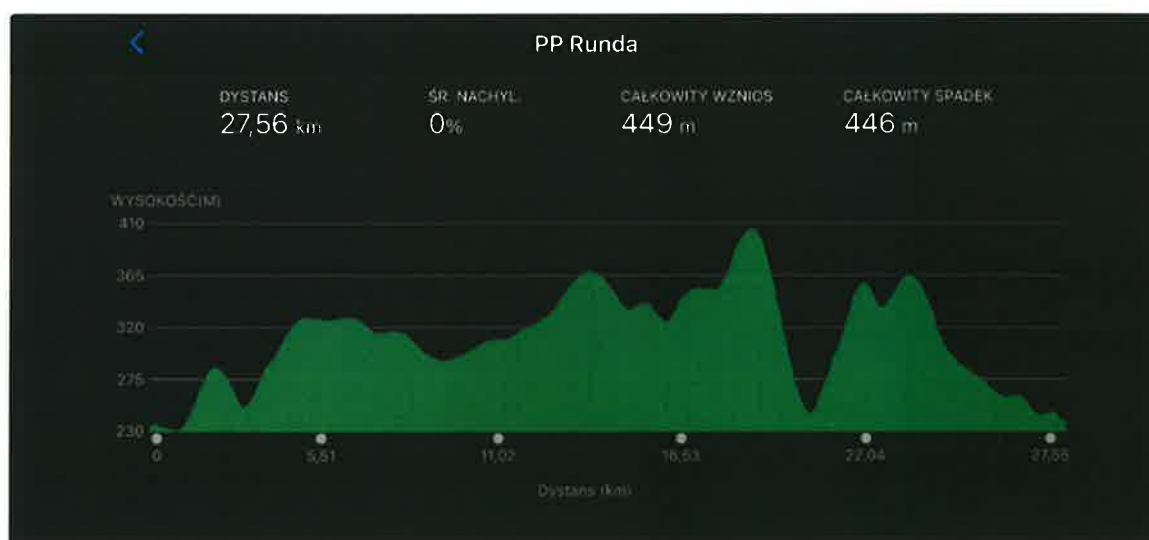 PP Runda
DYSTANS ŚR. NACHYL. CAŁKOWITY WZNIOS CAŁKOWITY SPADEK
27,56 km 0% 449 m 446 m
WYSOKOŚĆ(M)
410
365
320
275
230
0 5,51 11,02 16,53 22,04 27,55
Dystans (km)